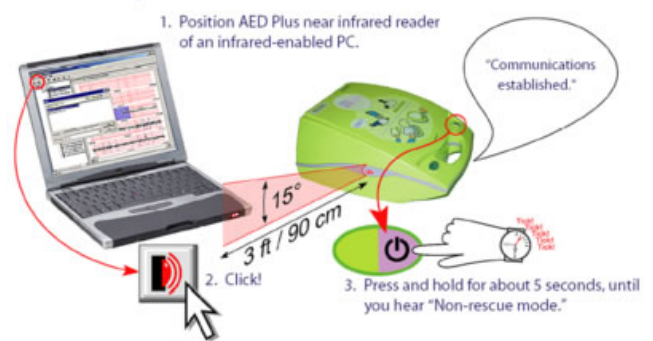 1. Position AED Plus near infrared reader
of an infrared-enabled PC.
"Communications
established."
15°
3 ft / 90 cm
2. Click!
Tick!
Tick!
Tick!
Tick!
Tick!
3. Press and hold for about 5 seconds, until
you hear "Non-rescue mode."